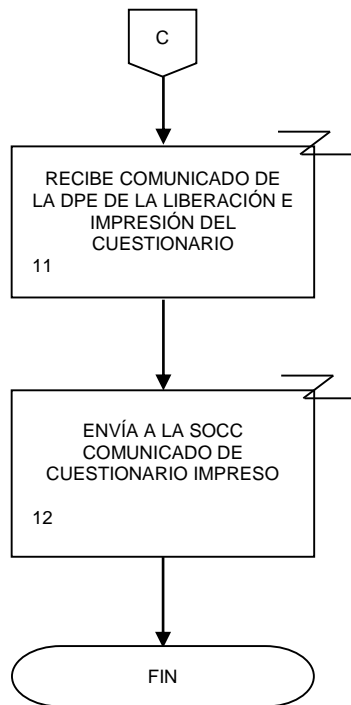 C
RECIBE COMUNICADO DE
LA DPE DE LA LIBERACIÓN E
IMPRESIÓN DEL
CUESTIONARIO
11
ENVÍA A LA SOCC
COMUNICADO DE
CUESTIONARIO IMPRESO
12
FIN